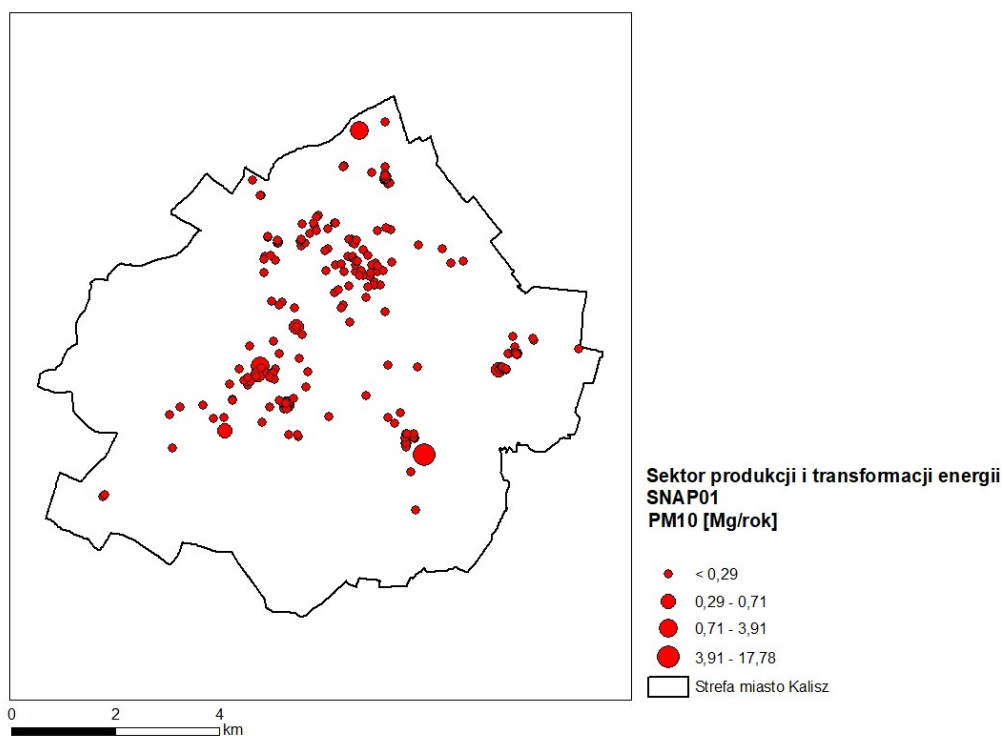 Sektor produkcji i transformacji energii
SNAP01
PM10 [Mg/rok]
< 0,29
0,29 - 0,71
0,71 - 3,91
3,91 - 17,78
Strefa miasto Kalisz
0 2 4
km